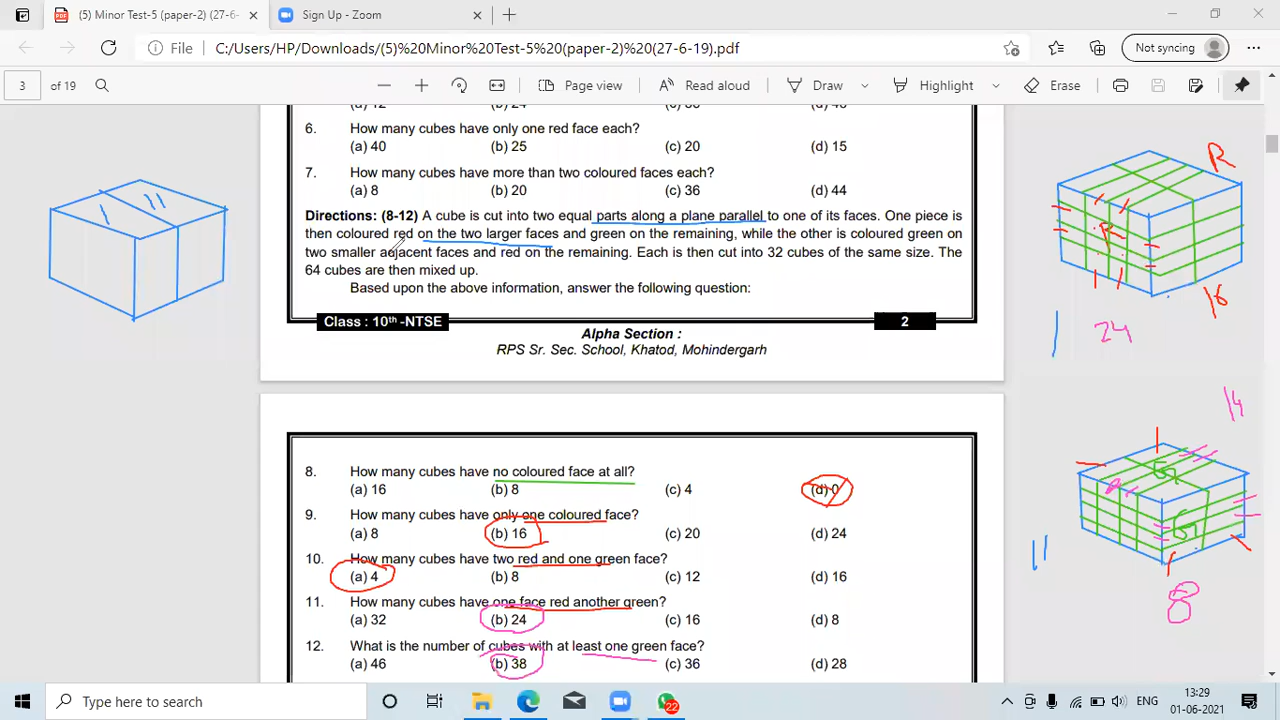 (5) Minor Test-5 (paper-2) (27-6-
Sign Up - Zoom
File
C:/Users/HP/Downloads/(5)%20Minor%20Test-5%20(paper-2)%20(27-6-19).pdf
Not syncing
3 of 19
Page view
Read aloud
Draw
Highlight
Erase
6. How many cubes have only one red face each?
(a) 40 (b) 25 (c) 20 (d) 15
7. How many cubes have more than two coloured faces each?
(a) 8 (b) 20 (c) 36 (d) 44
Directions: (8-12) A cube is cut into two equal parts along a plane parallel to one of its faces. One piece is
then coloured red on the two larger faces and green on the remaining, while the other is coloured green on
two smaller adjacent faces and red on the remaining. Each is then cut into 32 cubes of the same size. The
64 cubes are then mixed up.
Based upon the above information, answer the following question:
Class : 10th -NTSE
2
Alpha Section :
RPS Sr. Sec. School, Khatod, Mohindergarh
8. How many cubes have no coloured face at all?
(a) 16 (b) 8 (c) 4 (d) 0
9. How many cubes have only one coloured face?
(a) 8 (b) 16 (c) 20 (d) 24
10. How many cubes have two red and one green face?
(a) 4 (b) 8 (c) 12 (d) 16
11. How many cubes have one face red another green?
(a) 32 (b) 24 (c) 16 (d) 8
12. What is the number of cubes with at least one green face?
(a) 46 (b) 38 (c) 36 (d) 28
I
II
R
R
16
I
24
14
G
G
II
8
Type here to search
22
ENG
13:29
01-06-2021